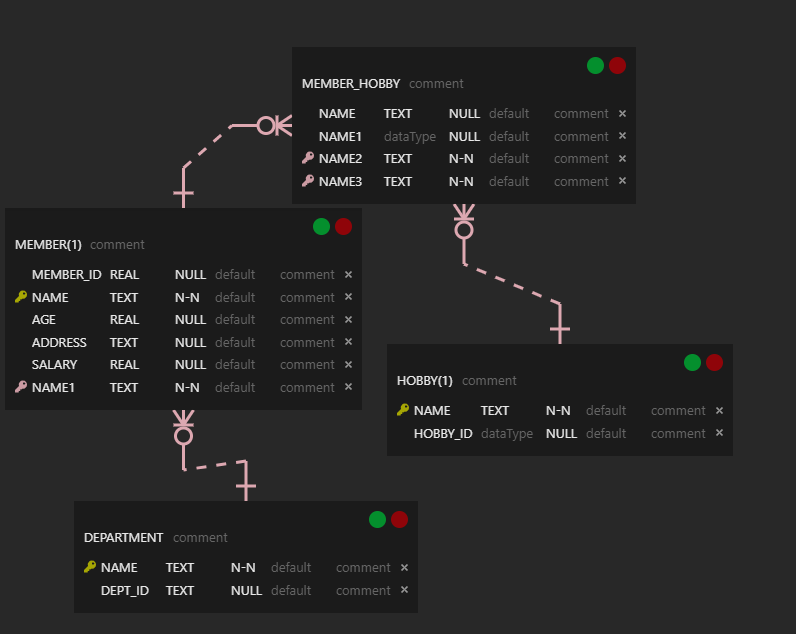 MEMBER_HOBBY comment
NAME TEXT NULL default comment ×
NAME1 dataType NULL default comment ×
NAME2 TEXT N-N default comment ×
NAME3 TEXT N-N default comment ×
MEMBER(1) comment
MEMBER_ID REAL NULL default comment ×
NAME TEXT N-N default comment ×
AGE REAL NULL default comment ×
ADDRESS TEXT NULL default comment ×
SALARY REAL NULL default comment ×
NAME1 TEXT N-N default comment ×
HOBBY(1) comment
NAME TEXT N-N default comment ×
HOBBY_ID dataType NULL default comment ×
DEPARTMENT comment
NAME TEXT N-N default comment ×
DEPT_ID TEXT NULL default comment ×